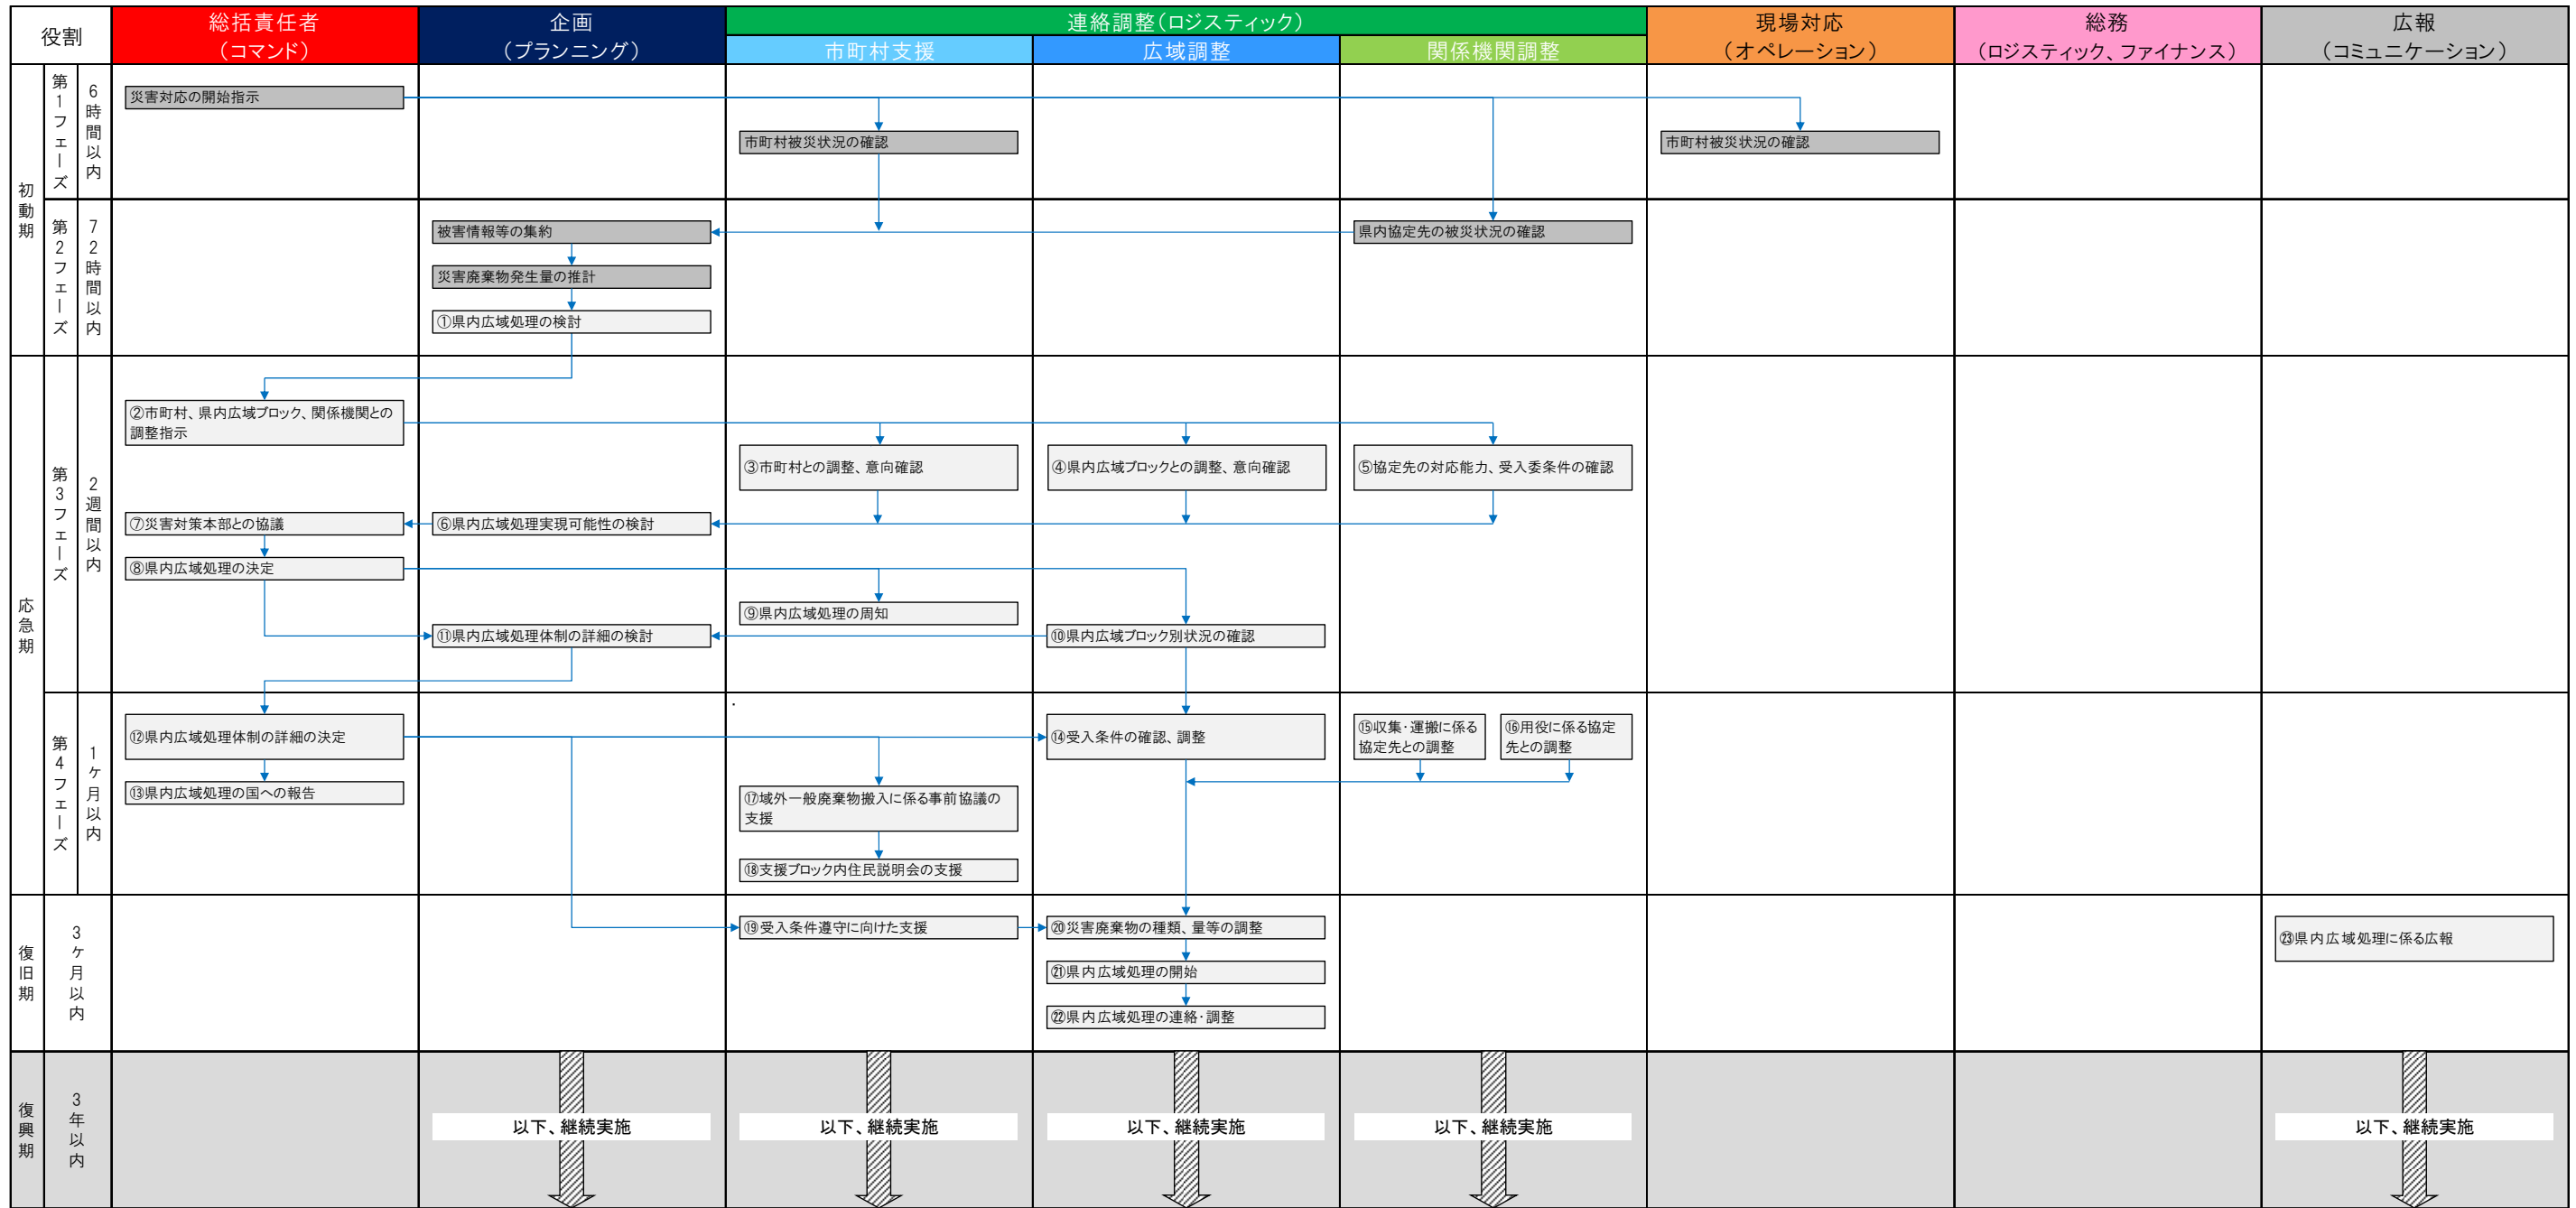 役割
総括責任者
（コマンド）
企画
（プランニング）
連絡調整（ロジスティック）
市町村支援
広域調整
関係機関調整
現場対応
（オペレーション）
総務
（ロジスティック、ファイナンス）
広報
（コミュニケーション）
初動期
第1フェーズ
6時間以内
災害対応の開始指示
市町村被災状況の確認
市町村被災状況の確認
第2フェーズ
72時間以内
被害情報等の集約
県内協定先の被災状況の確認
災害廃棄物発生量の推計
①県内広域処理の検討
応急期
第3フェーズ
2週間以内
②市町村、県内広域ブロック、関係機関との
調整指示
③市町村との調整、意向確認
④県内広域ブロックとの調整、意向確認
⑤協定先の対応能力、受入委条件の確認
⑦災害対策本部との協議
⑥県内広域処理実現可能性の検討
⑧県内広域処理の決定
⑨県内広域処理の周知
⑪県内広域処理体制の詳細の検討
⑩県内広域ブロック別状況の確認
第4フェーズ
1ヶ月以内
⑫県内広域処理体制の詳細の決定
⑭受入条件の確認、調整
⑮収集・運搬に係る
協定先との調整
⑯用役に係る協定
先との調整
⑬県内広域処理の国への報告
⑰域外一般廃棄物搬入に係る事前協議の
支援
⑱支援ブロック内住民説明会の支援
復旧期
3ヶ月以内
⑲受入条件遵守に向けた支援
⑳災害廃棄物の種類、量等の調整
㉓県内広域処理に係る広報
㉑県内広域処理の開始
㉒県内広域処理の連絡・調整
復興期
3年以内
以下、継続実施
以下、継続実施
以下、継続実施
以下、継続実施
以下、継続実施